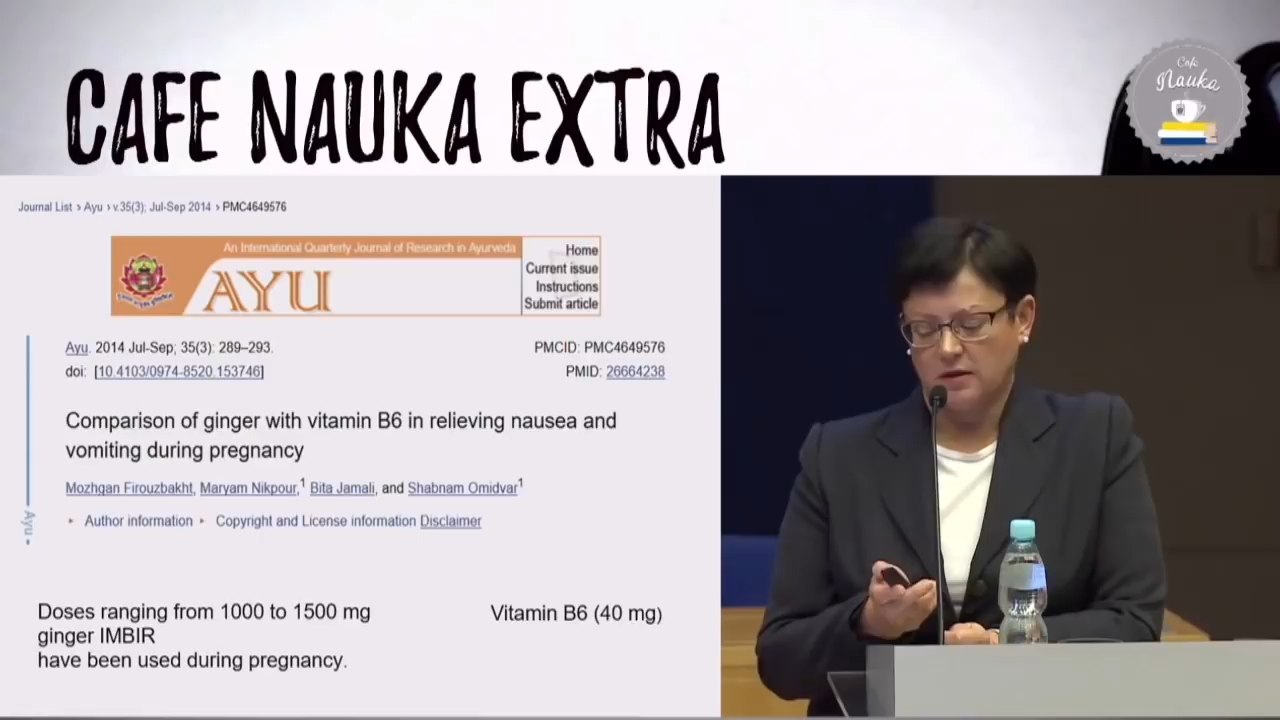 CAFE NAUKA EXTRA
Cafe
Nauka
Journal List > Ayu > v.35(3); Jul-Sep 2014 > PMC4649576
An International Quarterly Journal of Research in Ayurveda
AYU
Home
Current issue
Instructions
Submit article
Ayu. 2014 Jul-Sep; 35(3): 289–293.
PMCID: PMC4649576
doi: [10.4103/0974-8520.153746]
PMID: 26664238
Comparison of ginger with vitamin B6 in relieving nausea and
vomiting during pregnancy
Mozhgan Firouzbakht, Maryam Nikpour,1 Bita Jamali, and Shabnam Omidvar1
▸ Author information ▸ Copyright and License information Disclaimer
Ayu
Doses ranging from 1000 to 1500 mg
ginger IMBIR
have been used during pregnancy.
Vitamin B6 (40 mg)